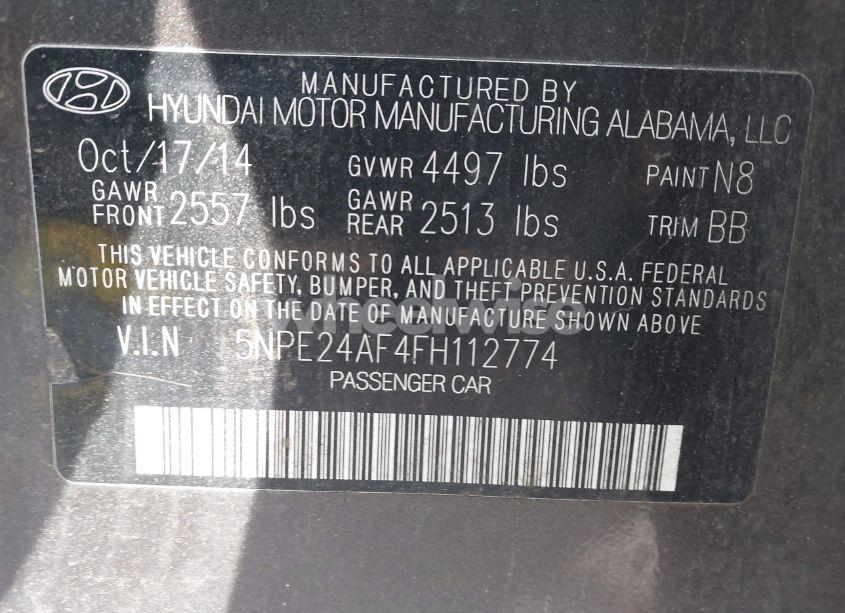 MANUFACTURED BY
HYUNDAI MOTOR MANUFACTURING ALABAMA, LLC
Oct/17/14 GVWR 4497 lbs PAINT N8
GAWR FRONT 2557 lbs GAWR REAR 2513 lbs TRIM BB
THIS VEHICLE CONFORMS TO ALL APPLICABLE U.S.A. FEDERAL
MOTOR VEHICLE SAFETY, BUMPER, AND THEFT PREVENTION STANDARDS
IN EFFECT ON THE DATE OF MANUFACTURE SHOWN ABOVE
wheelwise
V.I.N 5NPE24AF4FH112774
PASSENGER CAR